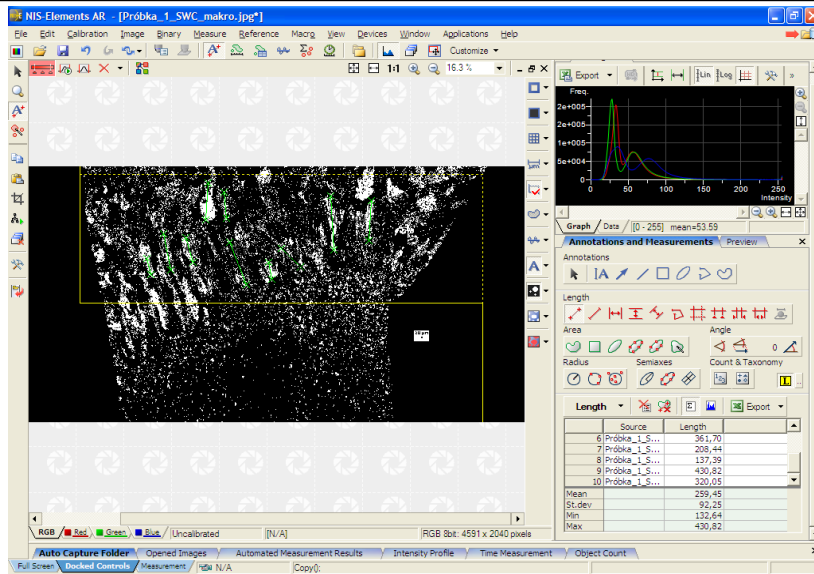 NIS-Elements AR - [Próbka_1_SWC_makro.jpg*]
File Edit Calibration Image Binary Measure Reference Macro View Devices Window Applications Help
Customize
1:1 16.3 %
Export Lin Log »
Freq.
2e+005
2e+005
1e+005
5e+004
0
0 50 100 150 200 250
Intensity
Graph Data [0 - 255] mean=53.59
Annotations and Measurements Preview
Annotations
Length
Area Angle
Radius Semiaxes Count & Taxonomy
Length Export
Source Length
6 Próbka_1_S... 361,70
7 Próbka_1_S... 208,44
8 Próbka_1_S... 137,39
9 Próbka_1_S... 430,82
10 Próbka_1_S... 320,05
Mean 259,45
St.dev 92,25
Min 132,64
Max 430,82
RGB Red Green Blue Uncalibrated [N/A] RGB 8bit: 4591 x 2040 pixels
Auto Capture Folder Opened Images Automated Measurement Results Intensity Profile Time Measurement Object Count
Full Screen Docked Controls Measurement N/A Copy();